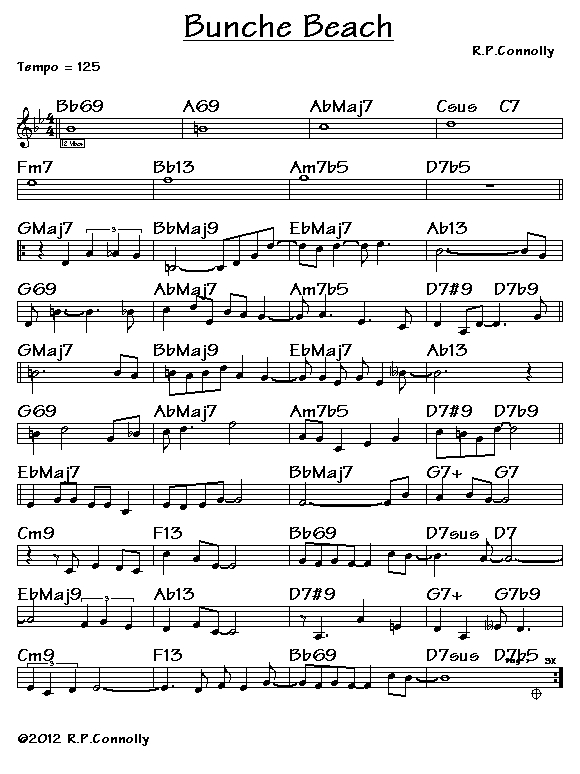 Bunche Beach
R.P.Connolly
Tempo = 125
Bb69 A69 AbMaj7 Csus C7
4
4
Fm7 Bb13 Am7b5 D7b5
GMaj7 BbMaj9 EbMaj7 Ab13
3
G69 AbMaj7 Am7b5 D7#9 D7b9
GMaj7 BbMaj9 EbMaj7 Ab13
G69 AbMaj7 Am7b5 D7#9 D7b9
EbMaj7 BbMaj7 G7+ G7
Cm9 F13 Bb69 D7sus D7
EbMaj9 Ab13 D7#9 G7+ G7b9
3
Cm9 F13 Bb69 D7sus D7b5
3 3X
©2012 R.P.Connolly